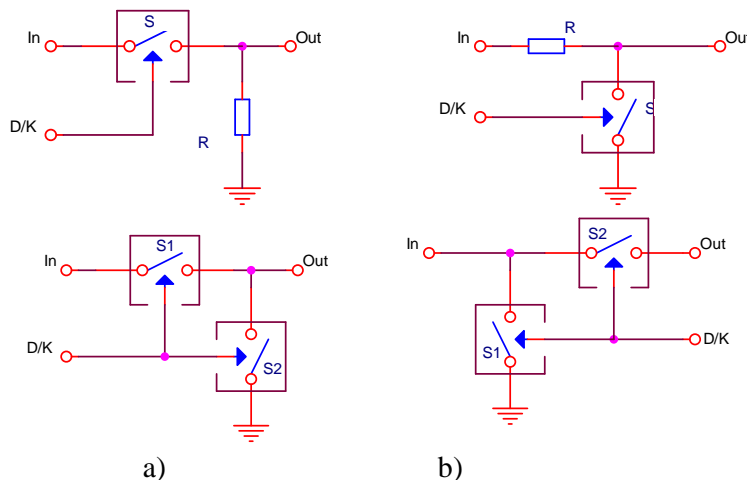 S
In
Out
D/K
R
In
R
Out
D/K
S
S1
In
Out
D/K
S2
S2
In
Out
S1
D/K
a)
b)